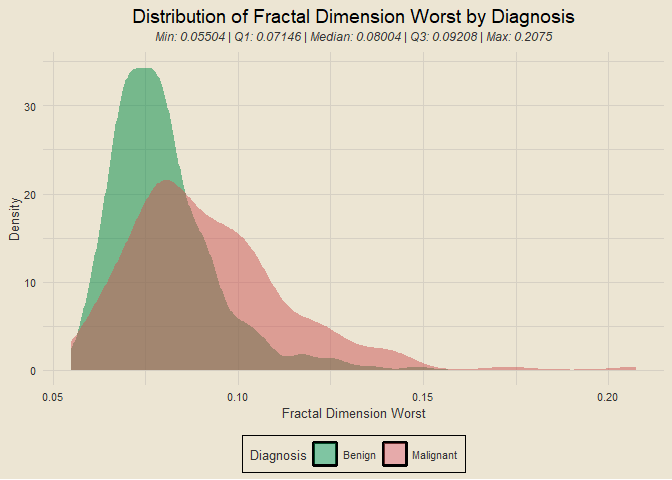 Distribution of Fractal Dimension Worst by Diagnosis
Min: 0.05504 | Q1: 0.07146 | Median: 0.08004 | Q3: 0.09208 | Max: 0.2075
Density
30
20
10
0
0.05 0.10 0.15 0.20
Fractal Dimension Worst
Diagnosis Benign Malignant